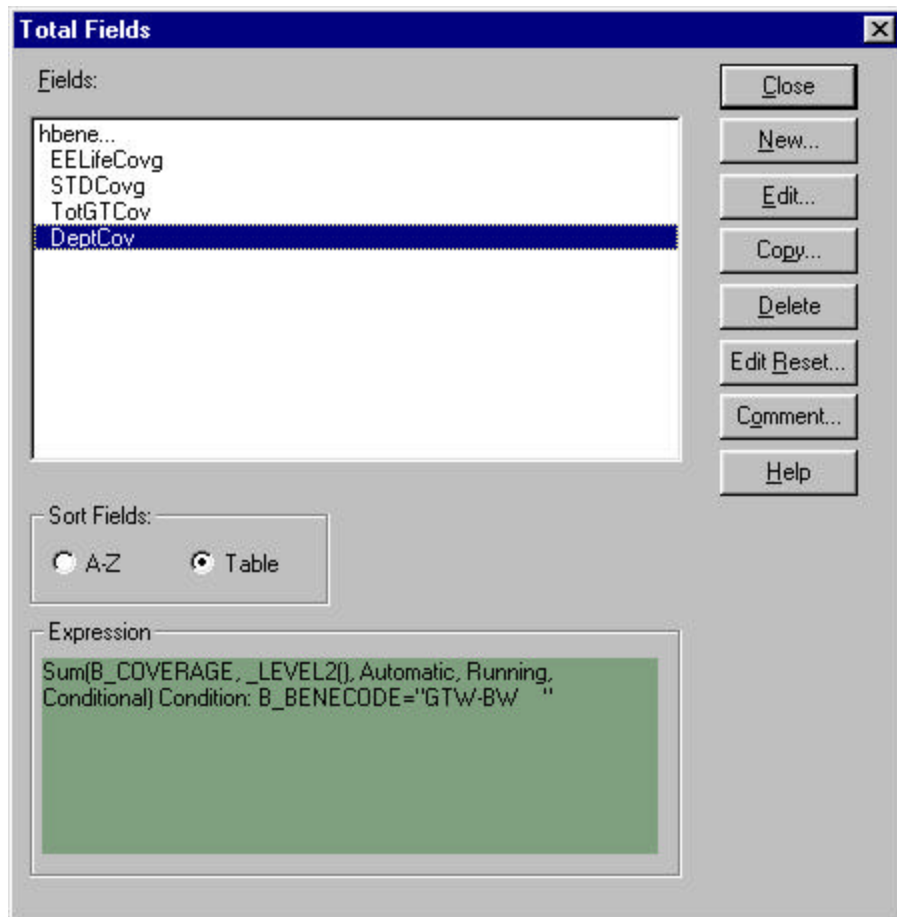 Total Fields
Fields:
hbene...
EELifeCovg
STDCovg
TotGTCov
DeptCov
Close
New...
Edit...
Copy...
Delete
Edit Reset...
Comment...
Help
Sort Fields:
A-Z
Table
Expression
Sum(B_COVERAGE, _LEVEL2(), Automatic, Running,
Conditional) Condition: B_BENECODE="GTW-BW    "